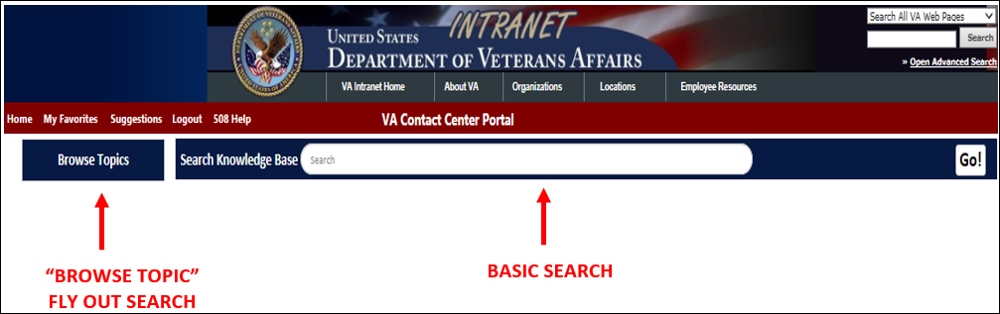 INTRANET
UNITED STATES
DEPARTMENT OF VETERANS AFFAIRS
Search All VA Web Pages
Search
» Open Advanced Search
VA Intranet Home About VA Organizations Locations Employee Resources
Home My Favorites Suggestions Logout 508 Help VA Contact Center Portal
Browse Topics Search Knowledge Base Search Go!
“BROWSE TOPIC” BASIC SEARCH
FLY OUT SEARCH